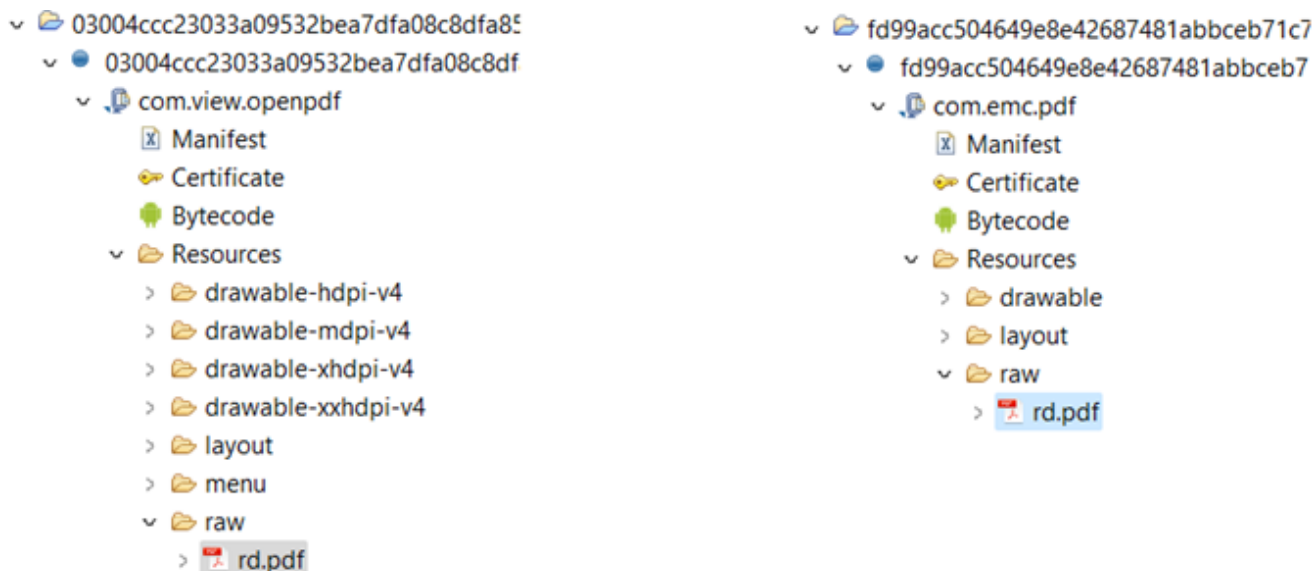 03004ccc23033a09532bea7dfa08c8dfa85
03004ccc23033a09532bea7dfa08c8df
com.view.openpdf
Manifest
Certificate
Bytecode
Resources
drawable-hdpi-v4
drawable-mdpi-v4
drawable-xhdpi-v4
drawable-xxhdpi-v4
layout
menu
raw
rd.pdf
fd99acc504649e8e42687481abbceb71c7
fd99acc504649e8e42687481abbceb7
com.emc.pdf
Manifest
Certificate
Bytecode
Resources
drawable
layout
raw
rd.pdf